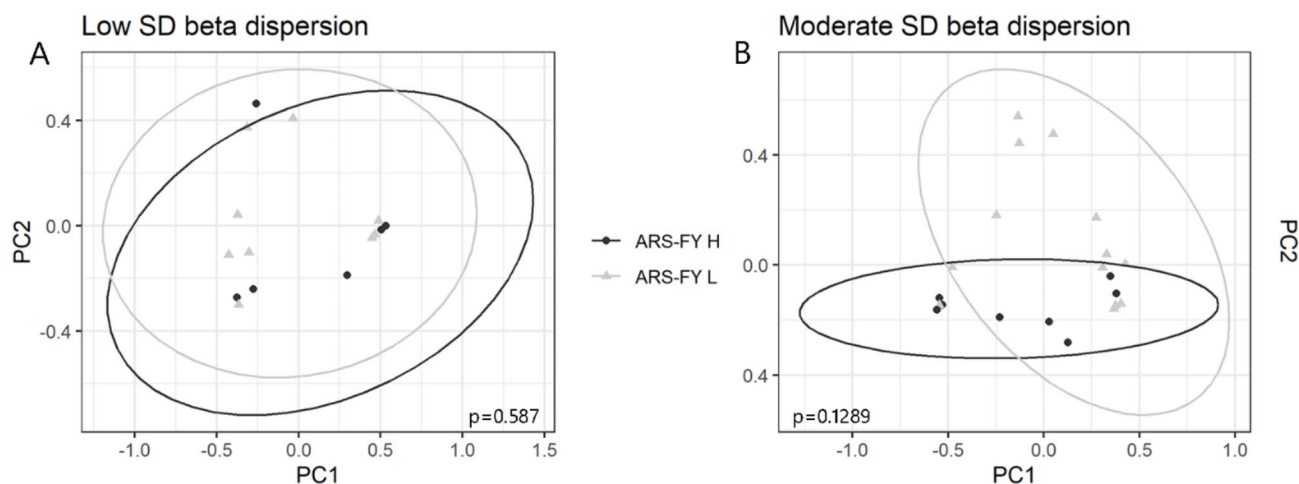 Low SD beta dispersion
A
0.4
0.0
-0.4
PC2
p=0.587
-1.0 -0.5 0.0 0.5 1.0 1.5
PC1
ARS-FY H
ARS-FY L
Moderate SD beta dispersion
B
0.4
0.0
0.4
PC2
p=0.1289
-1.0 -0.5 0.0 0.5 1.0
PC1